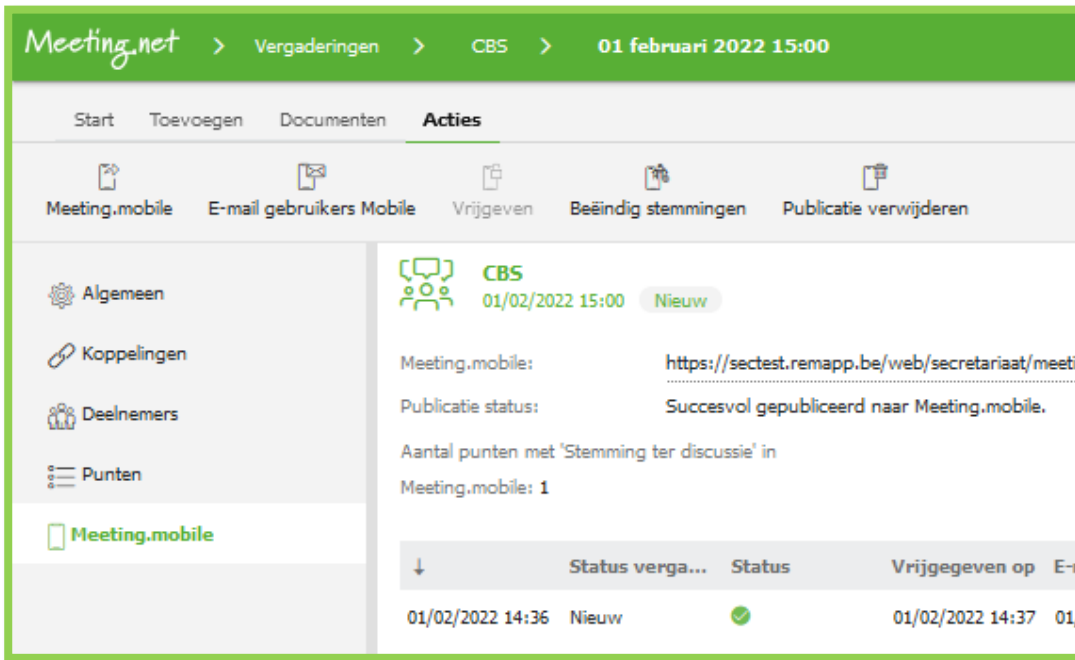 Meeting.net > Vergaderingen > CBS > 01 februari 2022 15:00
Start Toevoegen Documenten Acties
Meeting.mobile E-mail gebruikers Mobile Vrijgeven Beëindig stemmingen Publicatie verwijderen
Algemeen
Koppelingen
Deelnemers
Punten
Meeting.mobile
CBS
01/02/2022 15:00 Nieuw
Meeting.mobile: https://sectest.remapp.be/web/secretariaat/meeti
Publicatie status: Succesvol gepubliceerd naar Meeting.mobile.
Aantal punten met 'Stemming ter discussie' in
Meeting.mobile: 1
↓ Status verga... Status Vrijgegeven op E-
01/02/2022 14:36 Nieuw 01/02/2022 14:37 01/